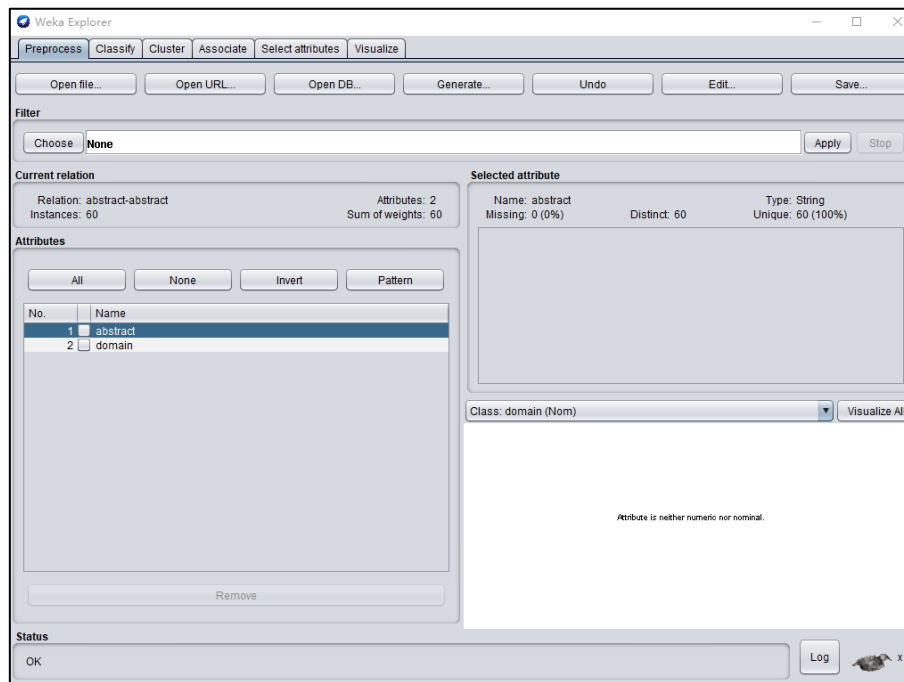 Weka Explorer
Preprocess Classify Cluster Associate Select attributes Visualize
Open file... Open URL... Open DB... Generate... Undo Edit... Save...
Filter
Choose None Apply Stop
Current relation
Relation: abstract-abstract Attributes: 2
Instances: 60 Sum of weights: 60
Selected attribute
Name: abstract Type: String
Missing: 0 (0%) Distinct: 60 Unique: 60 (100%)
Attributes
All None Invert Pattern
No. Name
1 abstract
2 domain
Remove
Class: domain (Nom) Visualize All
Attribute is neither numeric nor nominal.
Status
OK
Log x